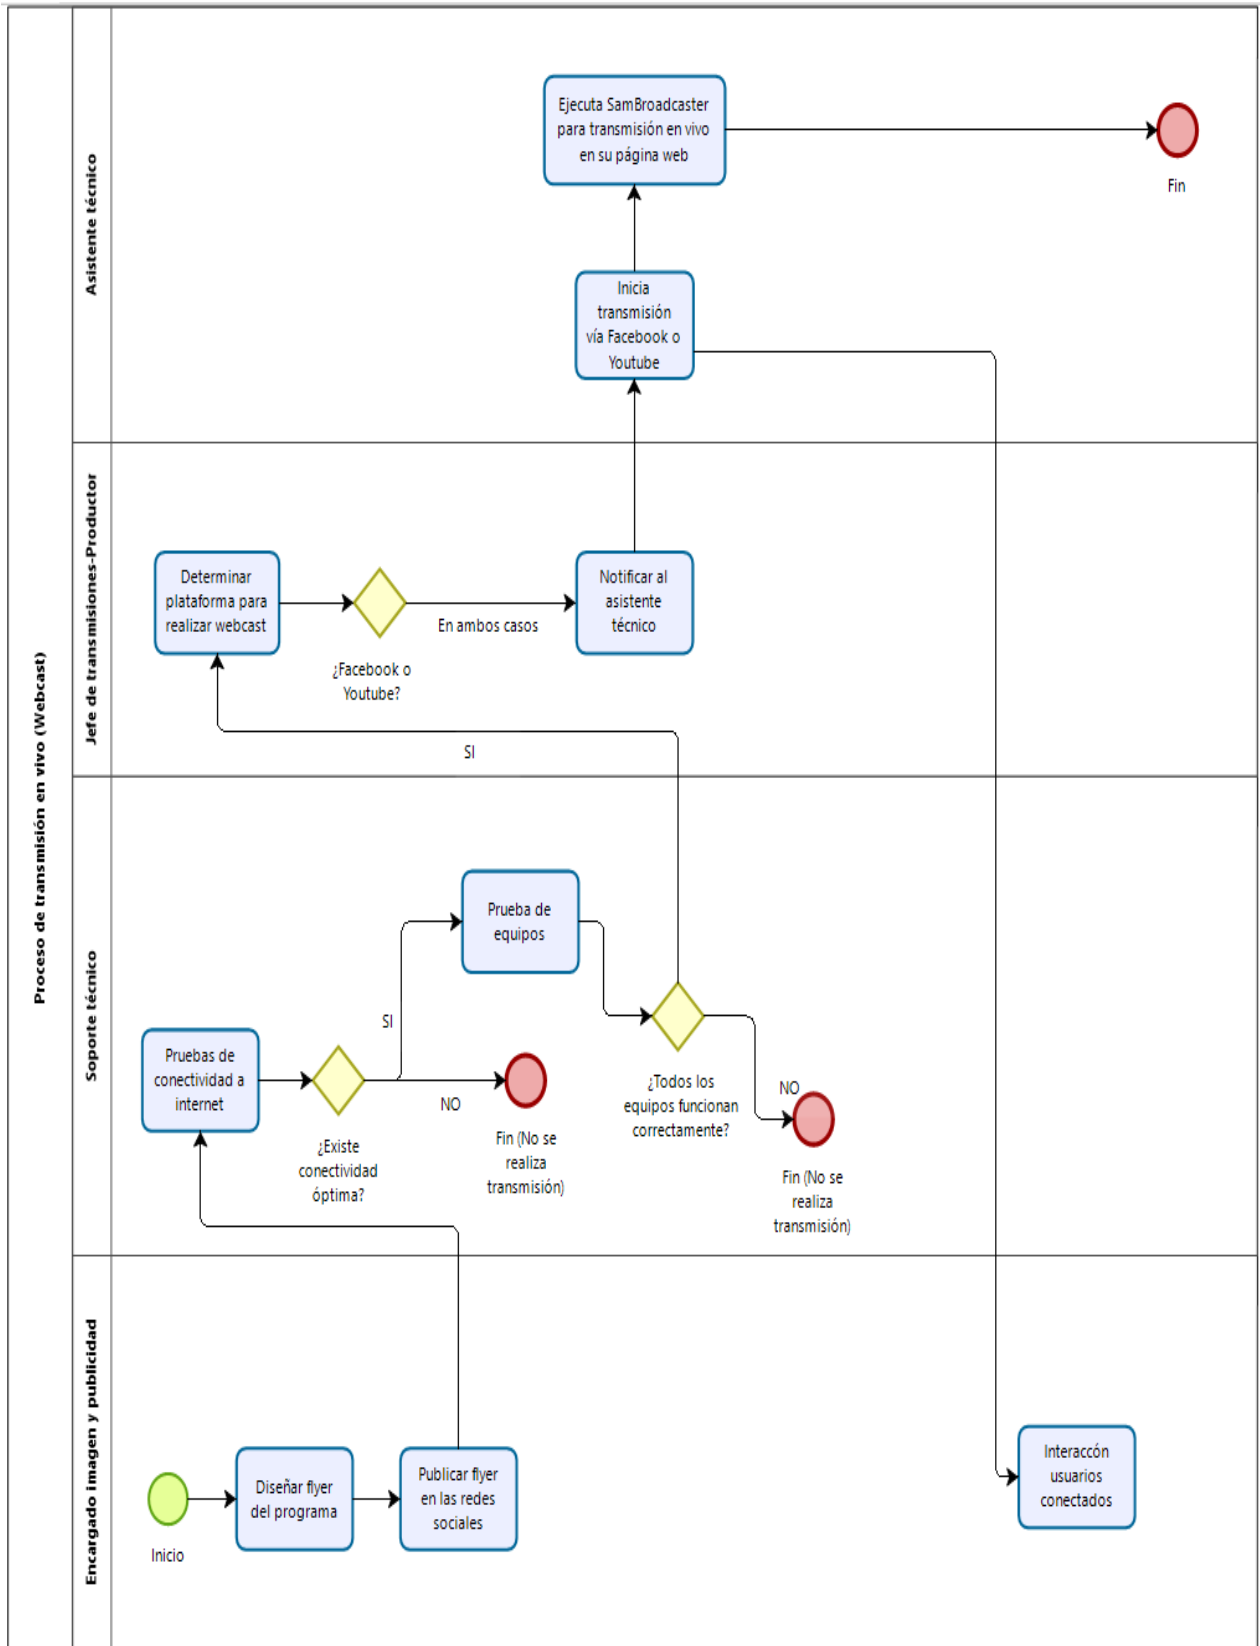 Proceso de transmisión en vivo (Webcast)
Asistente técnico
Ejecuta SamBroadcaster
para transmisión en vivo
en su página web
Fin
Inicia
transmisión
vía Facebook o
Youtube
Jefe de transmisiones-Productor
Determinar
plataforma para
realizar webcast
¿Facebook o
Youtube?
En ambos casos
Notificar al
asistente
técnico
SI
Soporte técnico
Prueba de
equipos
SI
Pruebas de
conectividad a
internet
¿Existe
conectividad
óptima?
NO
Fin (No se
realiza
transmisión)
¿Todos los
equipos funcionan
correctamente?
NO
Fin (No se
realiza
transmisión)
Encargado imagen y publicidad
Inicio
Diseñar flyer
del programa
Publicar flyer
en las redes
sociales
Interaccón
usuarios
conectados